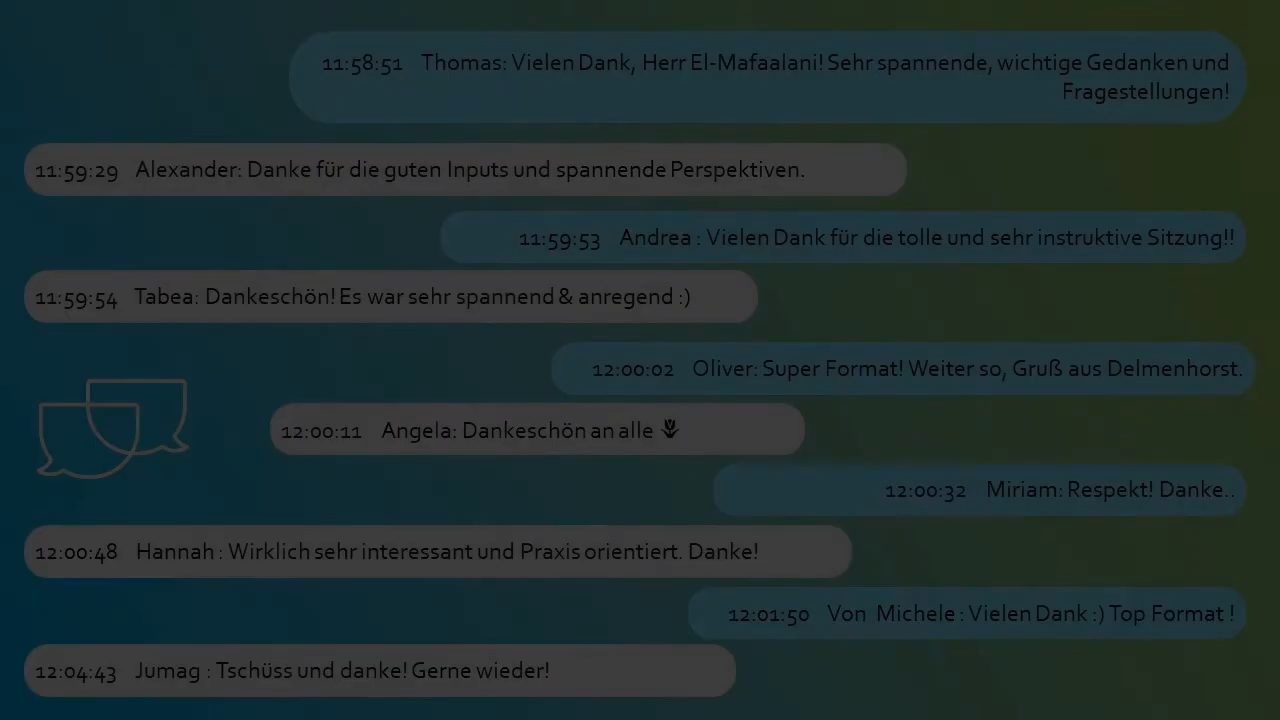 11:58:51 Thomas: Vielen Dank, Herr El-Mafaalani! Sehr spannende, wichtige Gedanken und
Fragestellungen!
11:59:29 Alexander: Danke für die guten Inputs und spannende Perspektiven.
11:59:53 Andrea : Vielen Dank für die tolle und sehr instruktive Sitzung!!
11:59:54 Tabea: Dankeschön! Es war sehr spannend & anregend :)
12:00:02 Oliver: Super Format! Weiter so, Gruß aus Delmenhorst.
12:00:11 Angela: Dankeschön an alle 🌷
12:00:32 Miriam: Respekt! Danke..
12:00:48 Hannah : Wirklich sehr interessant und Praxis orientiert. Danke!
12:01:50 Von Michele : Vielen Dank :) Top Format !
12:04:43 Jumag : Tschüss und danke! Gerne wieder!